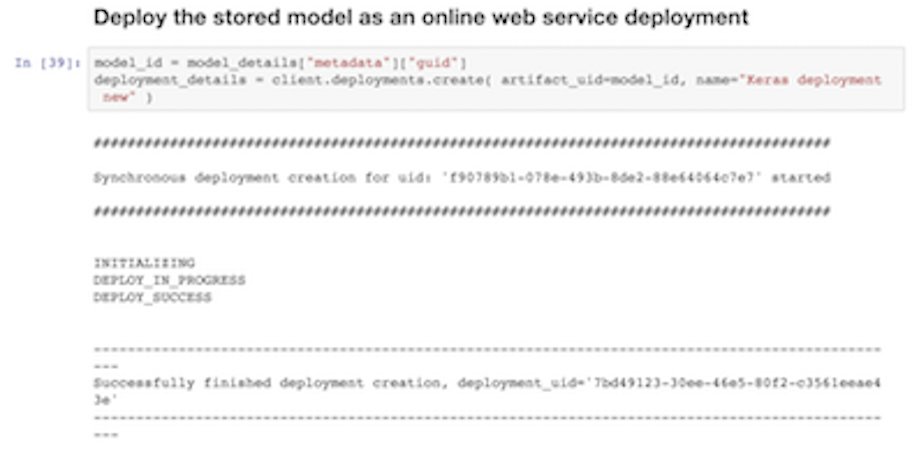 Deploy the stored model as an online web service deployment
In [39]: model_id = model_details["metadata"]["guid"]
deployment_details = client.deployments.create( artifact_uid=model_id, name="Keras deployment
new" )
########################################################################################
Synchronous deployment creation for uid: 'f90789b1-078e-493b-8de2-88e64064c7e7' started
########################################################################################
INITIALIZING
DEPLOY_IN_PROGRESS
DEPLOY_SUCCESS
----------------------------------------------------------------------------------------------
---
Successfully finished deployment creation, deployment_uid='7bd49123-30ee-46e5-80f2-c3561eeae4
3e'
----------------------------------------------------------------------------------------------
---